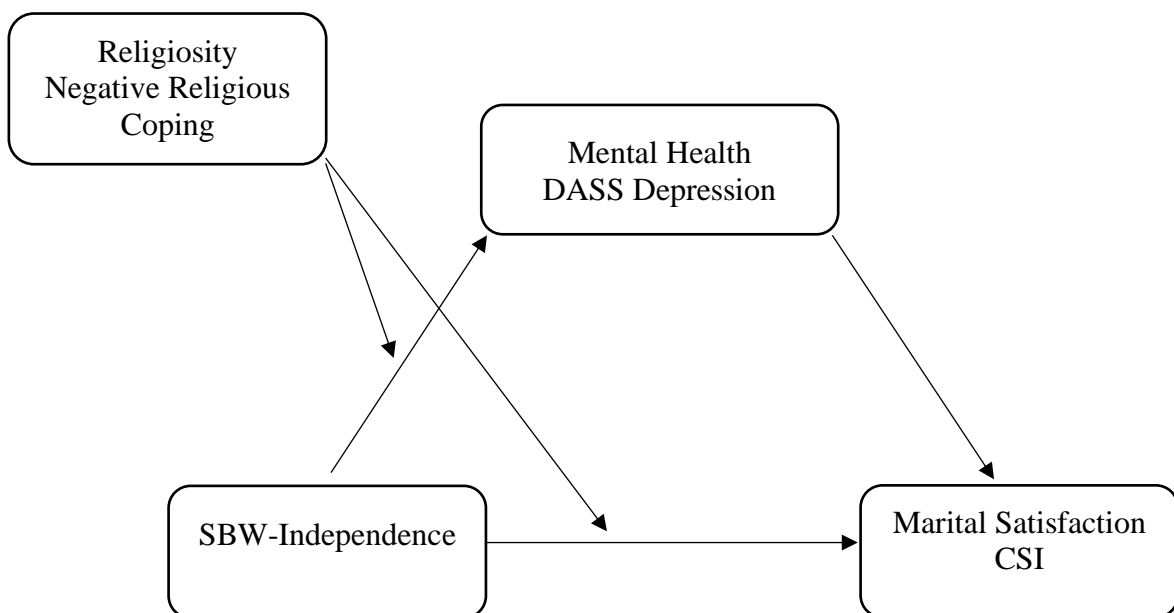 Religiosity
Negative Religious
Coping
Mental Health
DASS Depression
SBW-Independence
Marital Satisfaction
CSI